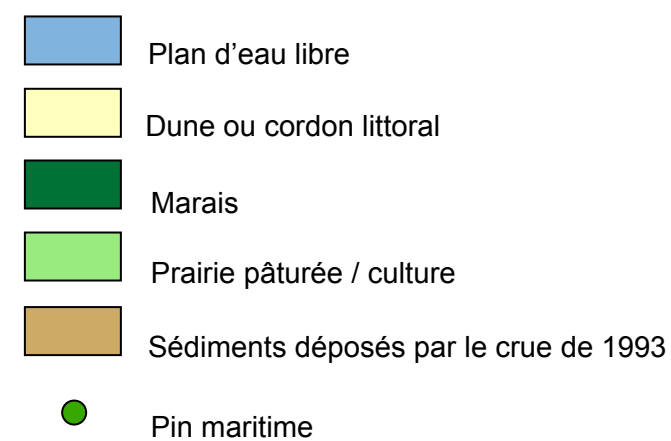 Plan d’eau libre
Dune ou cordon littoral
Marais
Prairie pâturée / culture
Sédiments déposés par le crue de 1993
Pin maritime